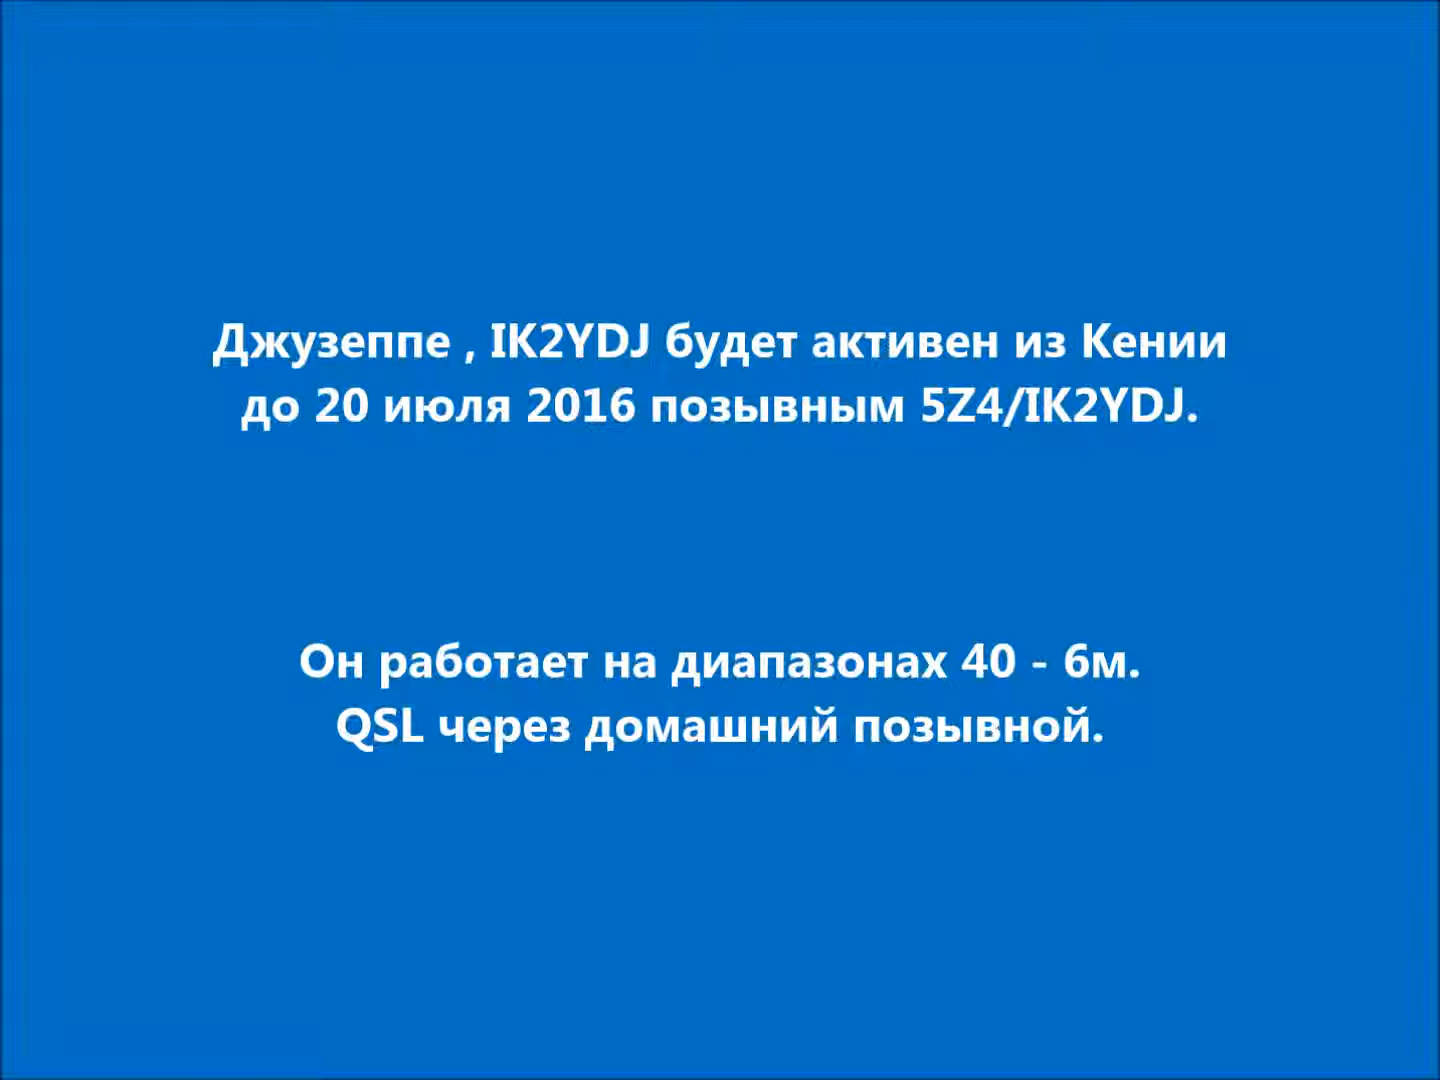 Джузеппе , IK2YDJ будет активен из Кении
до 20 июля 2016 позывным 5Z4/IK2YDJ.
Он работает на диапазонах 40 - 6м.
QSL через домашний позывной.